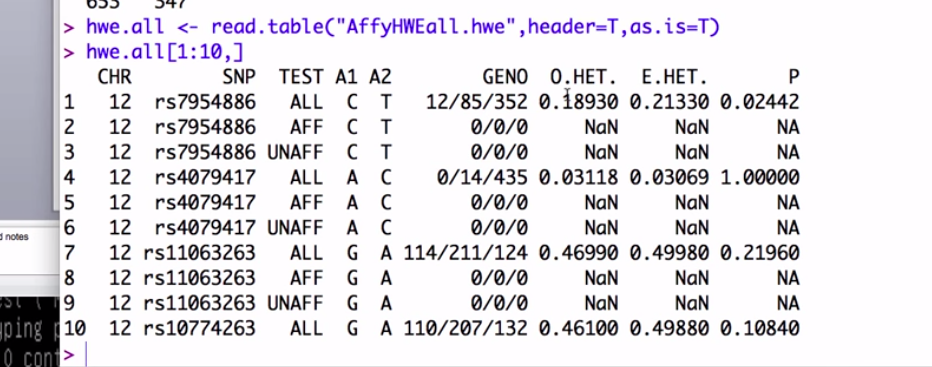 653 347
> hwe.all <- read.table("AffyHWEall.hwe",header=T,as.is=T)
> hwe.all[1:10,]
CHR SNP TEST A1 A2 GENO O.HET. E.HET. P
1 12 rs7954886 ALL C T 12/85/352 0.18930 0.21330 0.02442
2 12 rs7954886 AFF C T 0/0/0 NaN NaN NA
3 12 rs7954886 UNAFF C T 0/0/0 NaN NaN NA
4 12 rs4079417 ALL A C 0/14/435 0.03118 0.03069 1.00000
5 12 rs4079417 AFF A C 0/0/0 NaN NaN NA
6 12 rs4079417 UNAFF A C 0/0/0 NaN NaN NA
7 12 rs11063263 ALL G A 114/211/124 0.46990 0.49980 0.21960
8 12 rs11063263 AFF G A 0/0/0 NaN NaN NA
9 12 rs11063263 UNAFF G A 0/0/0 NaN NaN NA
10 12 rs10774263 ALL G A 110/207/132 0.46100 0.49880 0.10840
>
notes